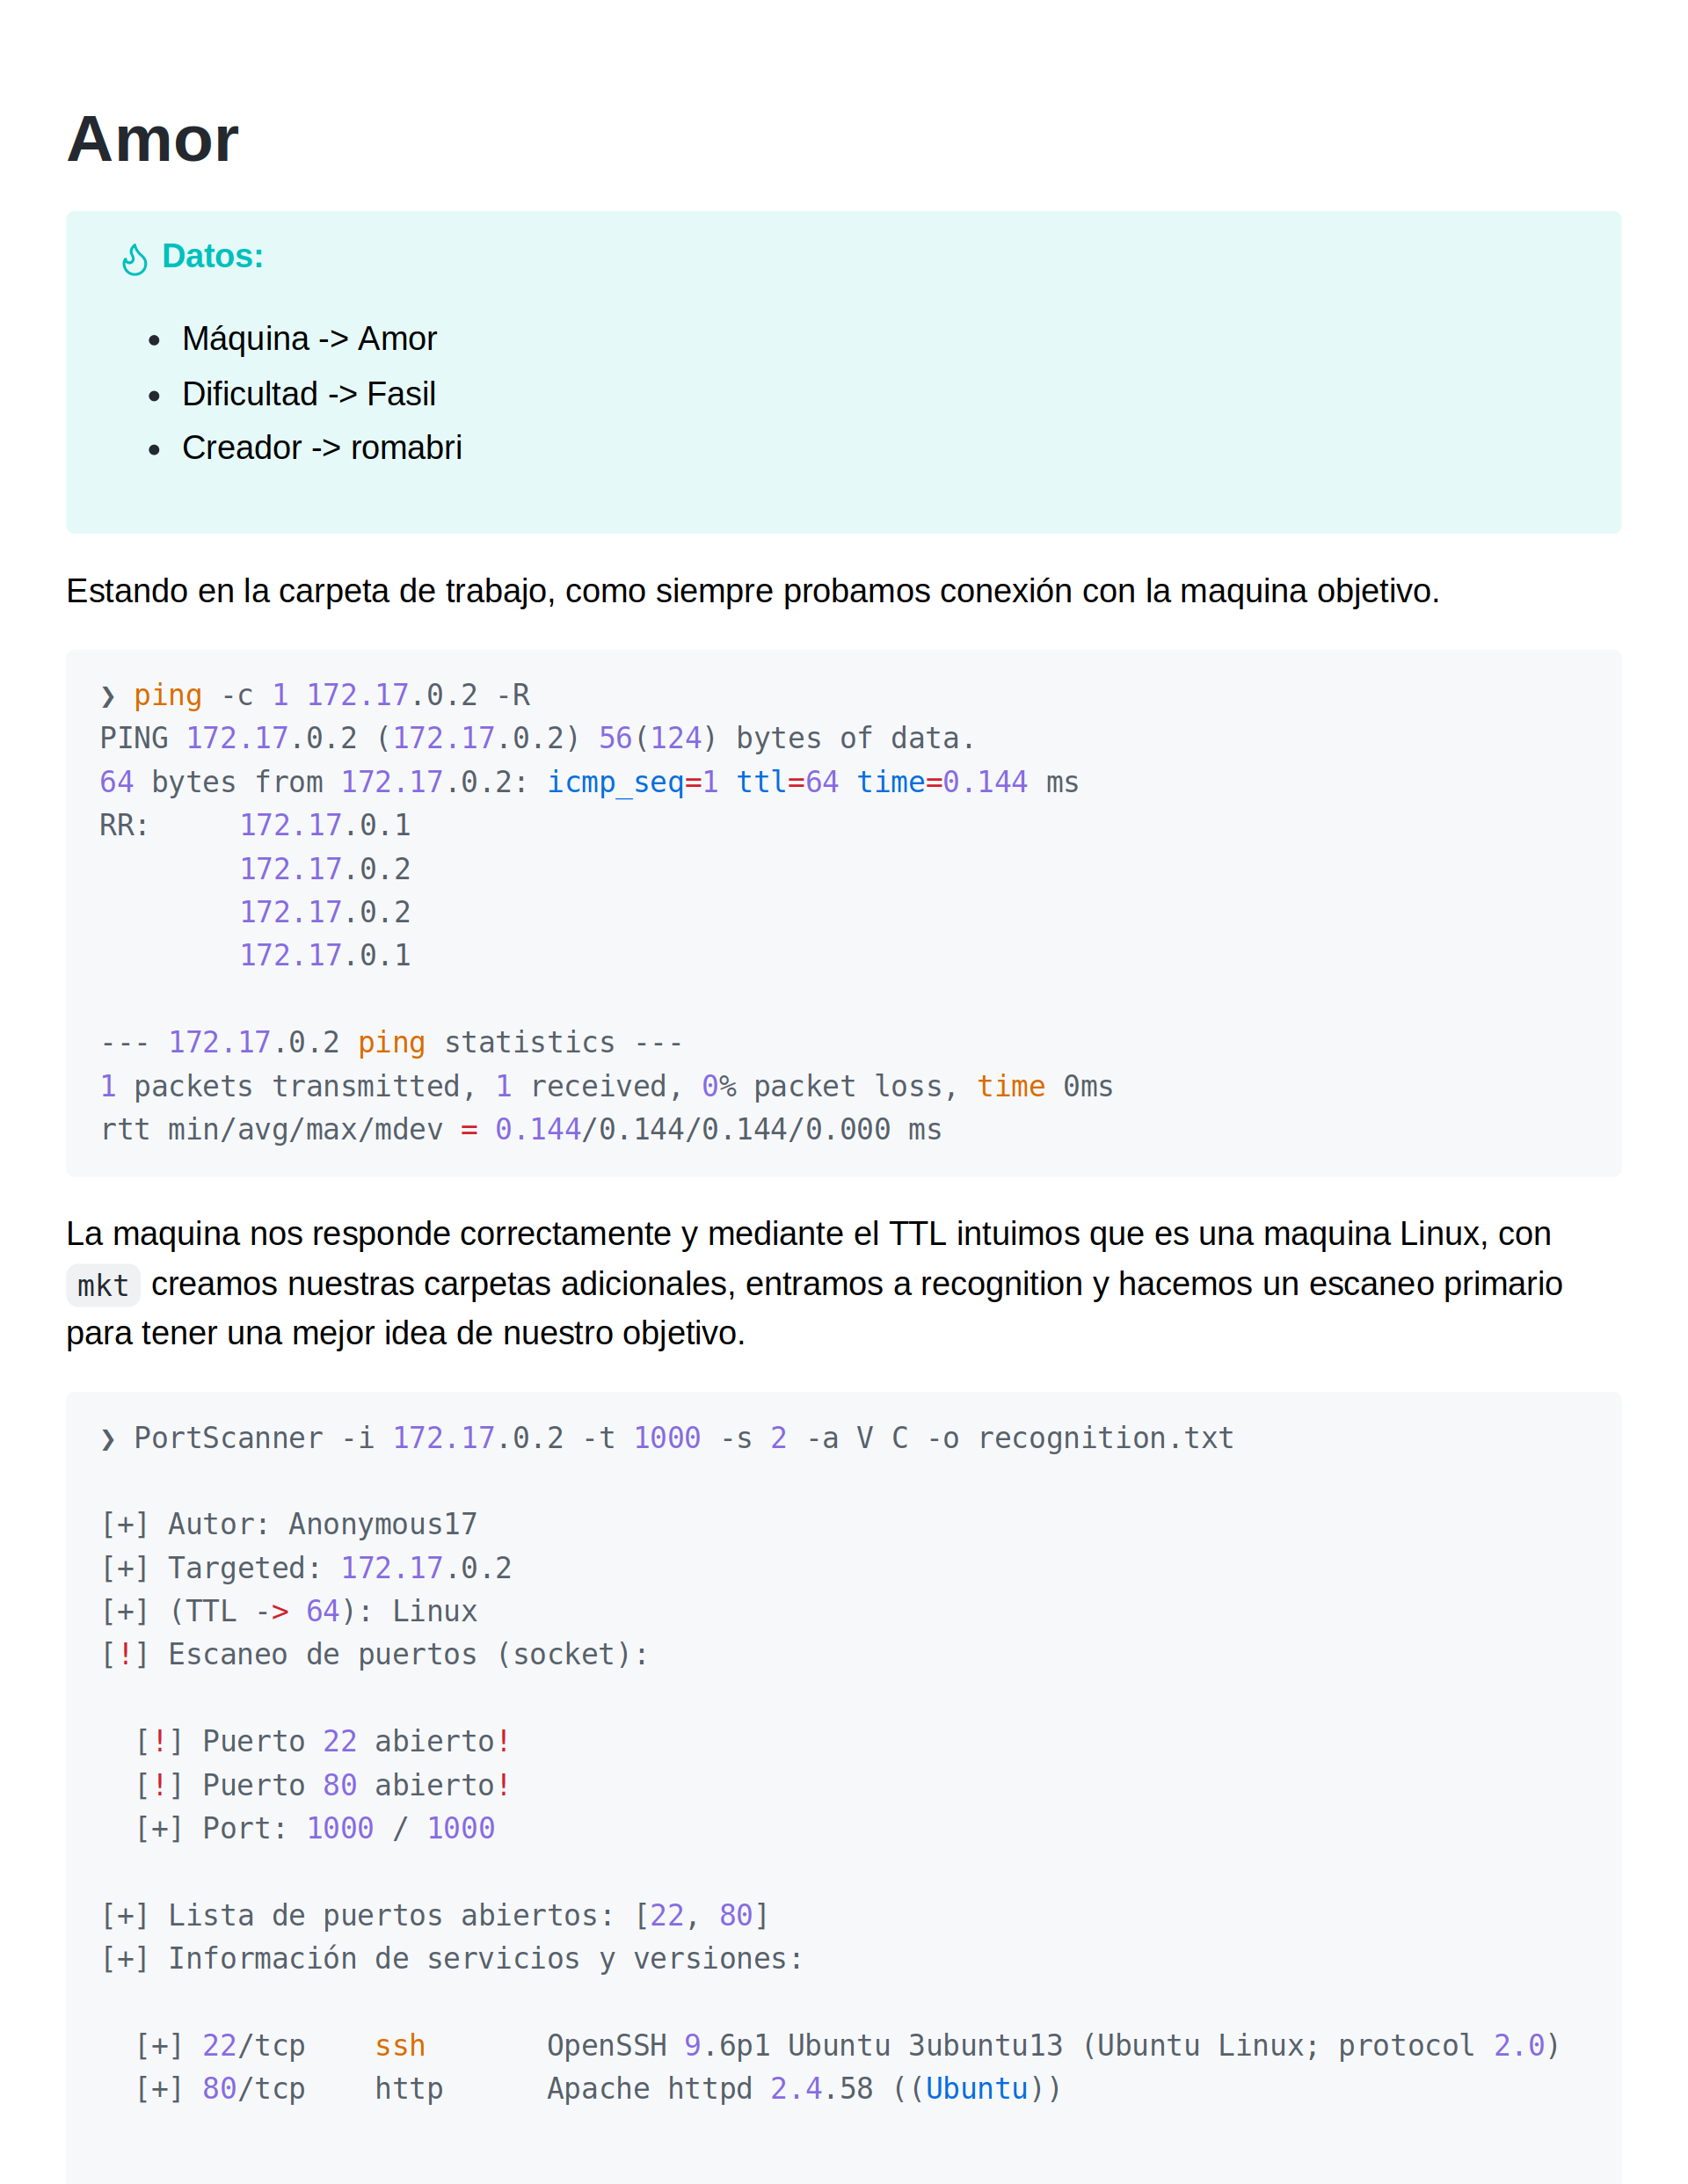 Amor
Datos:
Máquina -> Amor
Dificultad -> Fasil
Creador -> romabri
Estando en la carpeta de trabajo, como siempre probamos conexión con la maquina objetivo.
❯ ping -c 1 172.17.0.2 -R
PING 172.17.0.2 (172.17.0.2) 56(124) bytes of data.
64 bytes from 172.17.0.2: icmp_seq=1 ttl=64 time=0.144 ms
RR:     172.17.0.1
        172.17.0.2
        172.17.0.2
        172.17.0.1
--- 172.17.0.2 ping statistics ---
1 packets transmitted, 1 received, 0% packet loss, time 0ms
rtt min/avg/max/mdev = 0.144/0.144/0.144/0.000 ms
La maquina nos responde correctamente y mediante el TTL intuimos que es una maquina Linux, con
mkt creamos nuestras carpetas adicionales, entramos a recognition y hacemos un escaneo primario
para tener una mejor idea de nuestro objetivo.
❯ PortScanner -i 172.17.0.2 -t 1000 -s 2 -a V C -o recognition.txt
[+] Autor: Anonymous17
[+] Targeted: 172.17.0.2
[+] (TTL -> 64): Linux
[!] Escaneo de puertos (socket):
  [!] Puerto 22 abierto!
  [!] Puerto 80 abierto!
  [+] Port: 1000 / 1000
[+] Lista de puertos abiertos: [22, 80]
[+] Información de servicios y versiones:
  [+] 22/tcp    ssh       OpenSSH 9.6p1 Ubuntu 3ubuntu13 (Ubuntu Linux; protocol 2.0)
  [+] 80/tcp    http      Apache httpd 2.4.58 ((Ubuntu))